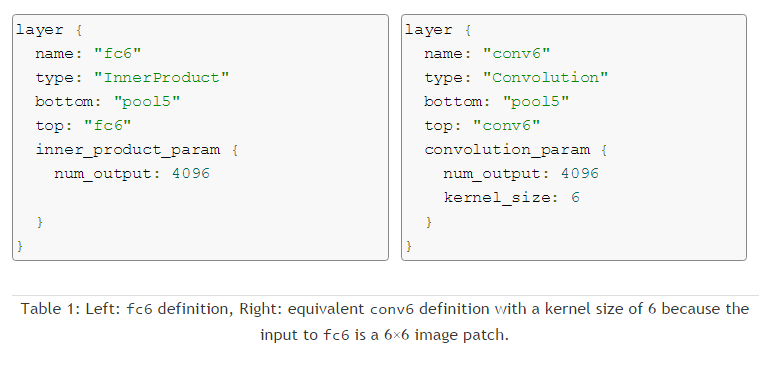 layer {
  name: "fc6"
  type: "InnerProduct"
  bottom: "pool5"
  top: "fc6"
  inner_product_param {
    num_output: 4096
  }
}
layer {
  name: "conv6"
  type: "Convolution"
  bottom: "pool5"
  top: "conv6"
  convolution_param {
    num_output: 4096
    kernel_size: 6
  }
}
Table 1: Left: fc6 definition, Right: equivalent conv6 definition with a kernel size of 6 because the
input to fc6 is a 6×6 image patch.